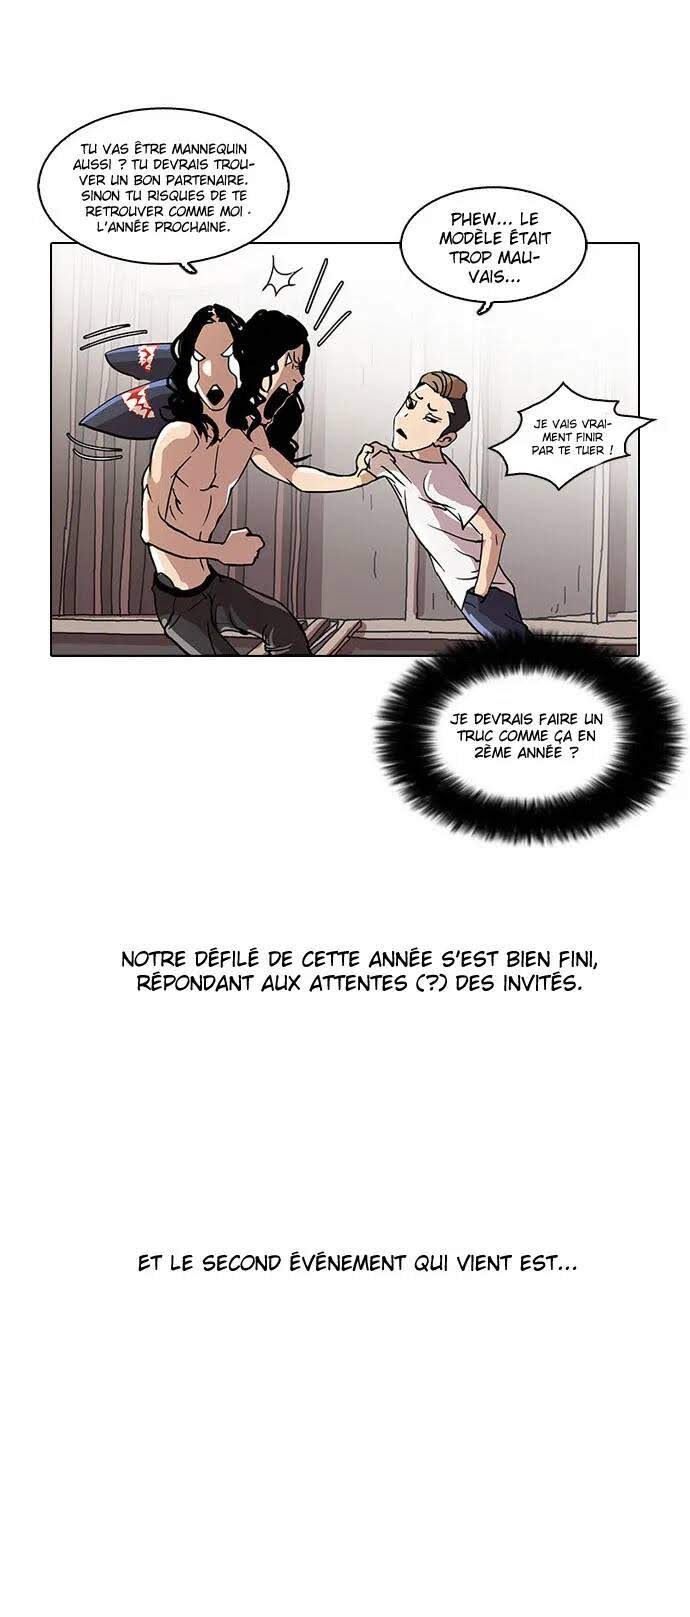 TU VAS ÊTRE MANNEQUIN
AUSSI ? TU DEVRAIS TROU-
VER UN BON PARTENAIRE.
SINON TU RISQUES DE TE
RETROUVER COMME MOI .
L'ANNÉE PROCHAINE.
PHEW... LE
MODÈLE ÉTAIT
TROP MAU-
VAIS...
JE VAIS VRAI-
MENT FINIR
PAR TE TUER !
JE DEVRAIS FAIRE UN
TRUC COMME ÇA EN
2ÈME ANNÉE ?
NOTRE DÉFILÉ DE CETTE ANNÉE S'EST BIEN FINI,
RÉPONDANT AUX ATTENTES (?) DES INVITÉS.
ET LE SECOND ÉVÉNEMENT QUI VIENT EST...